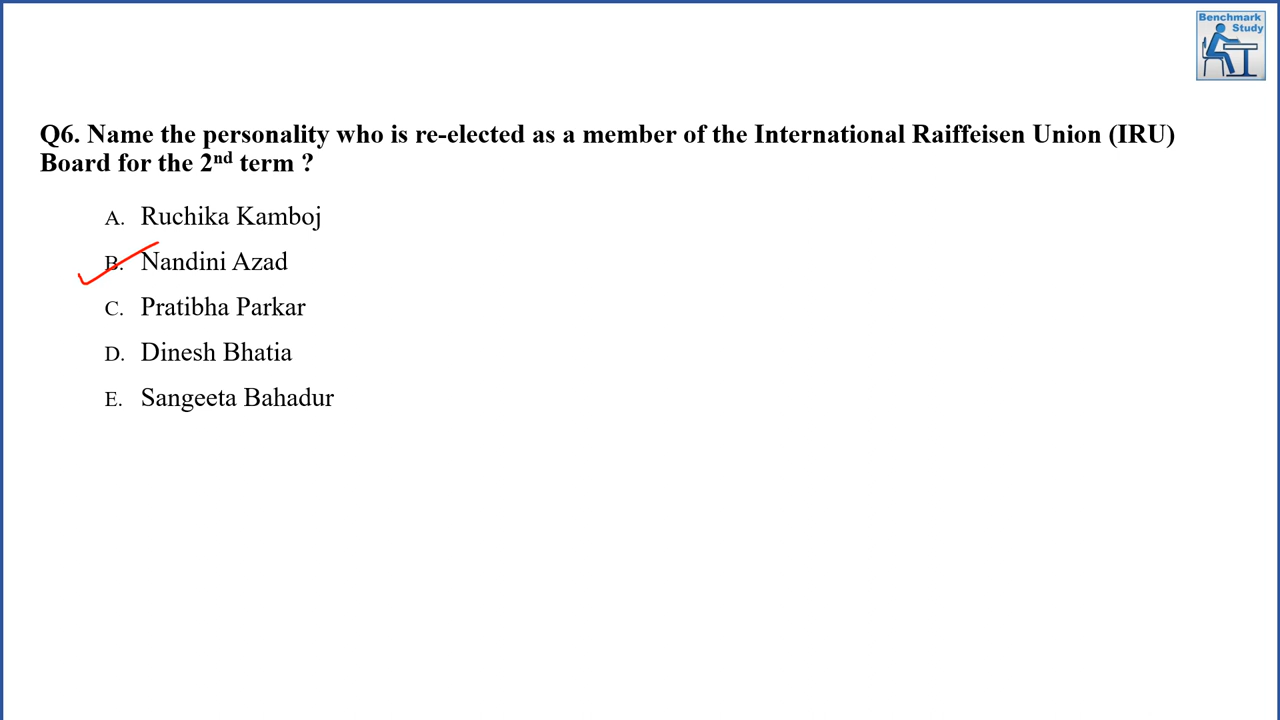 Benchmark
Study
Q6. Name the personality who is re-elected as a member of the International Raiffeisen Union (IRU)
Board for the 2nd term ?
A. Ruchika Kamboj
B. Nandini Azad
C. Pratibha Parkar
D. Dinesh Bhatia
E. Sangeeta Bahadur